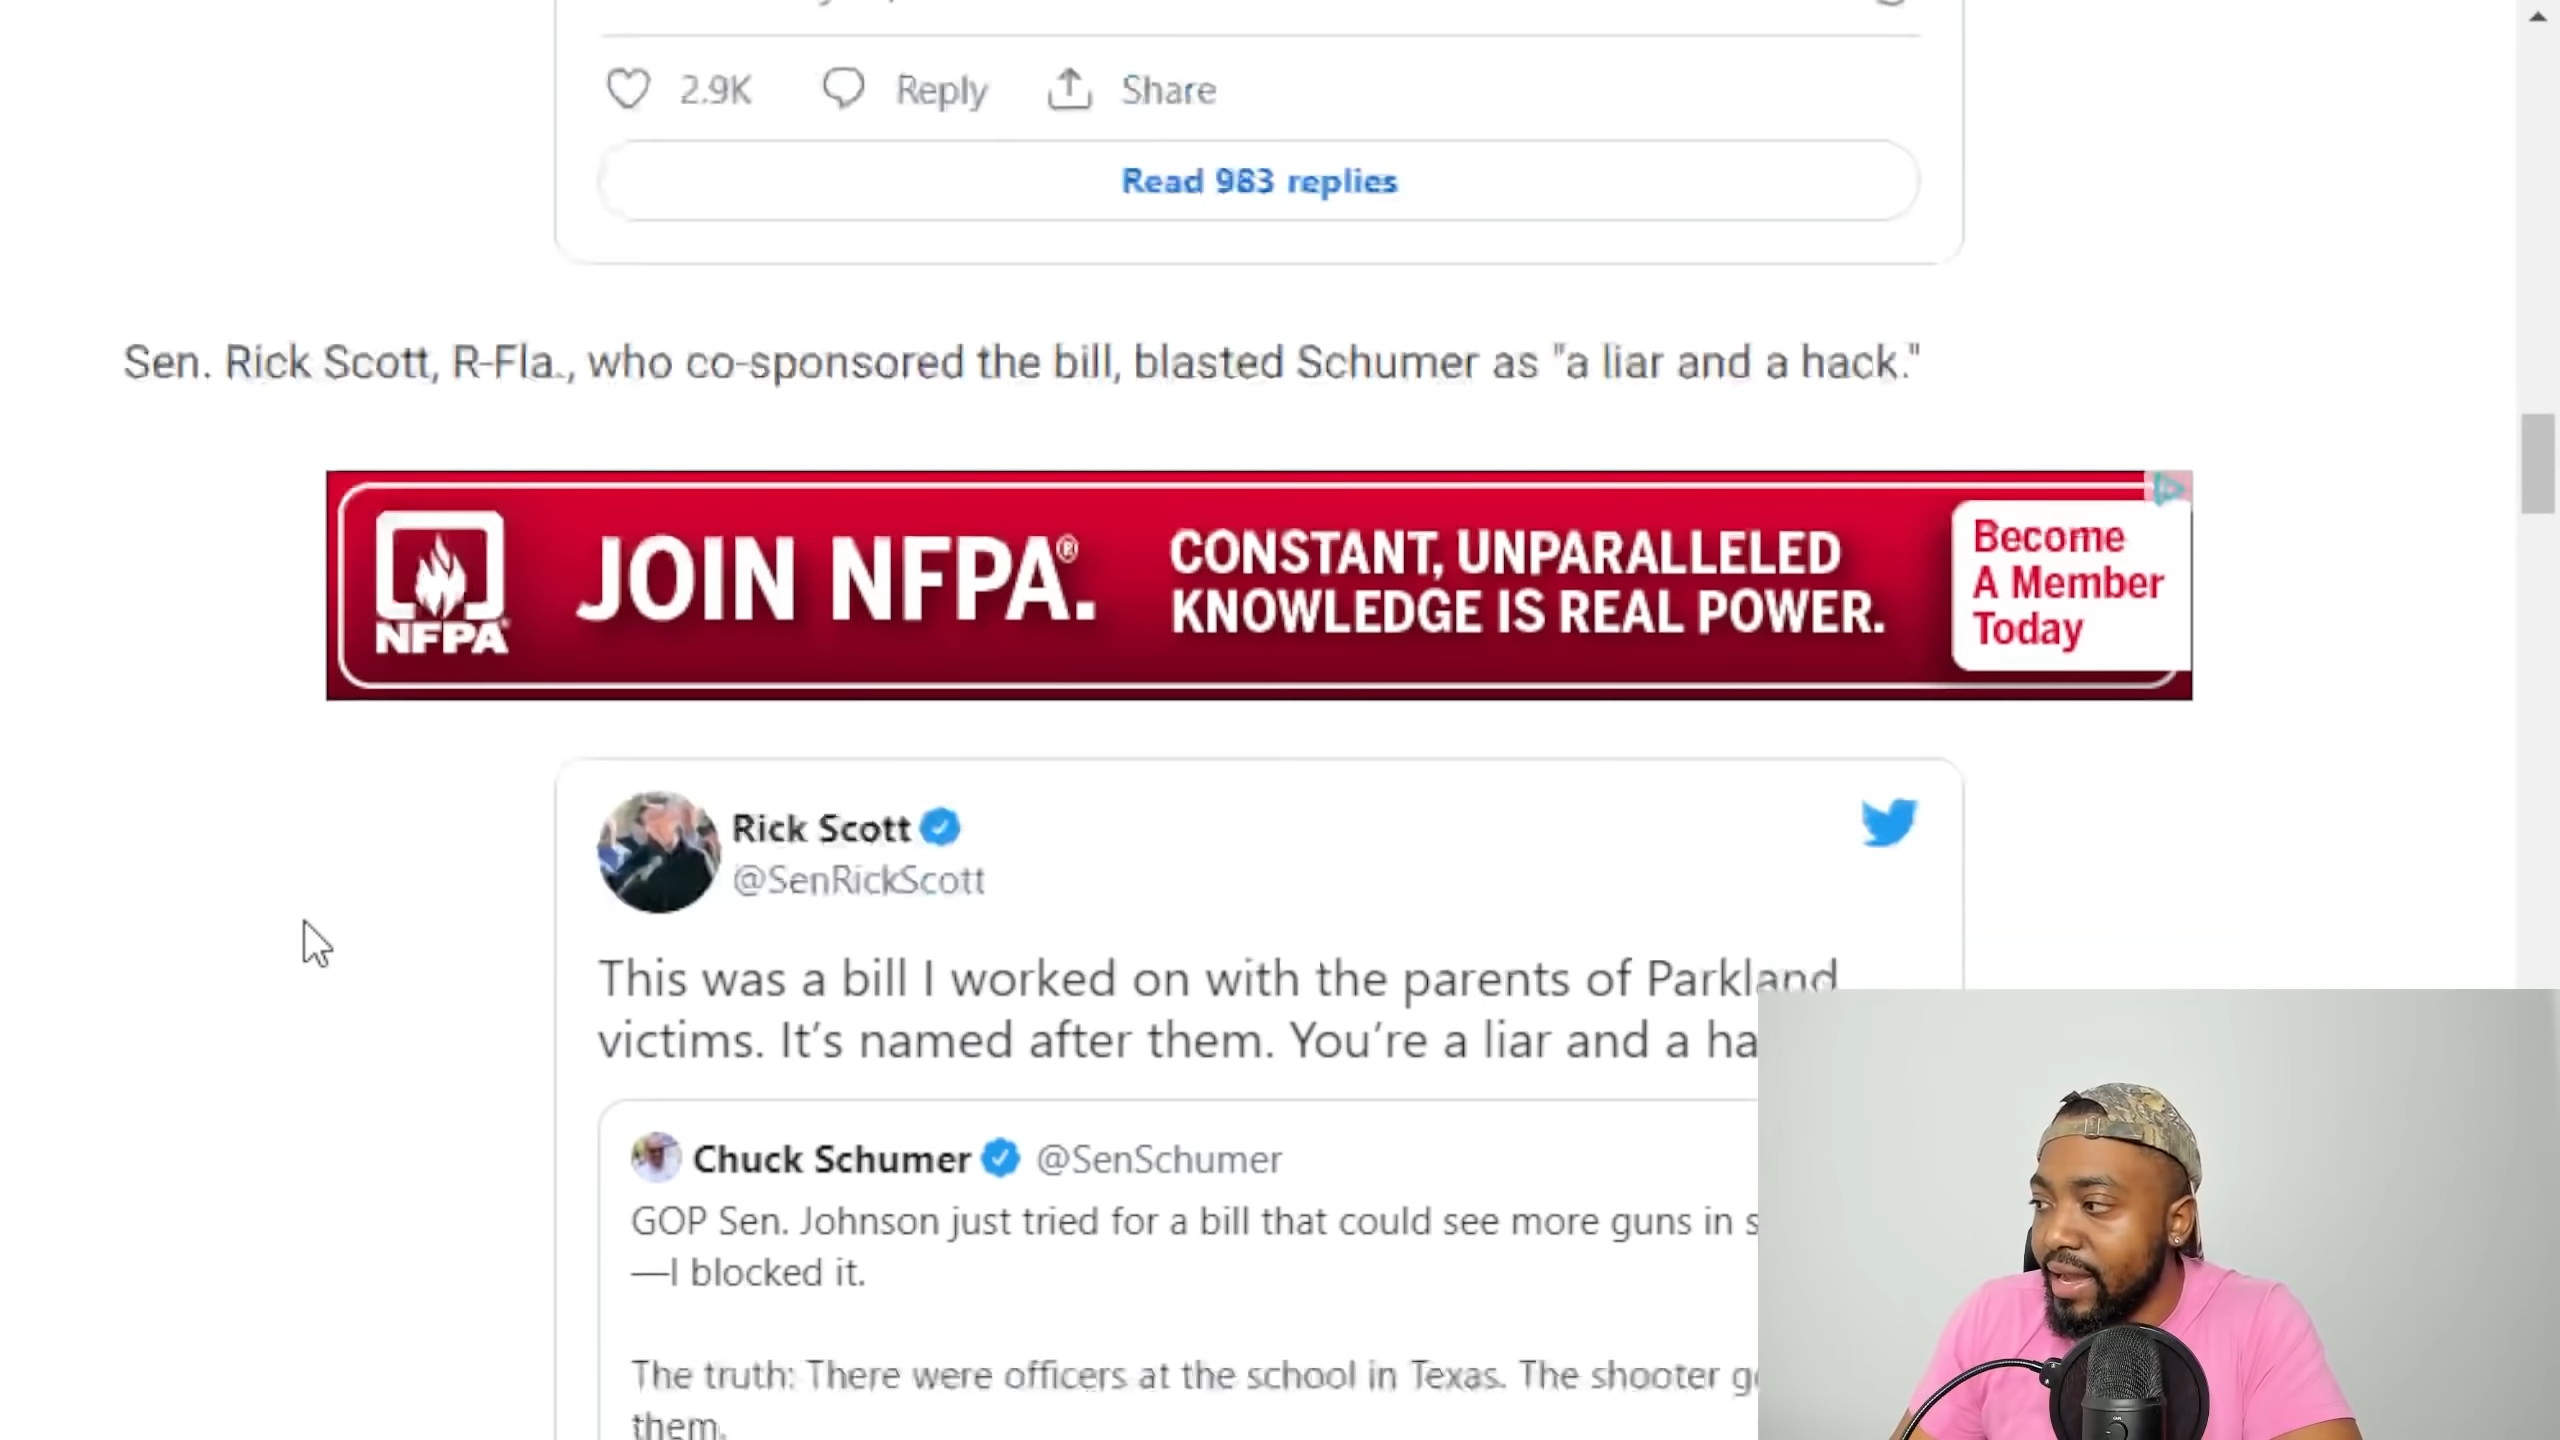 2.9K Reply Share
Read 983 replies
Sen. Rick Scott, R-Fla., who co-sponsored the bill, blasted Schumer as "a liar and a hack."
NFPA®
JOIN NFPA®.
CONSTANT, UNPARALLELED
KNOWLEDGE IS REAL POWER.
Become
A Member
Today
Rick Scott
@SenRickScott
This was a bill I worked on with the parents of Parkland
victims. It’s named after them. You’re a liar and a
Chuck Schumer @SenSchumer
GOP Sen. Johnson just tried for a bill that could see more guns in
—I blocked it.
The truth: There were officers at the school in Texas. The shooter
them.